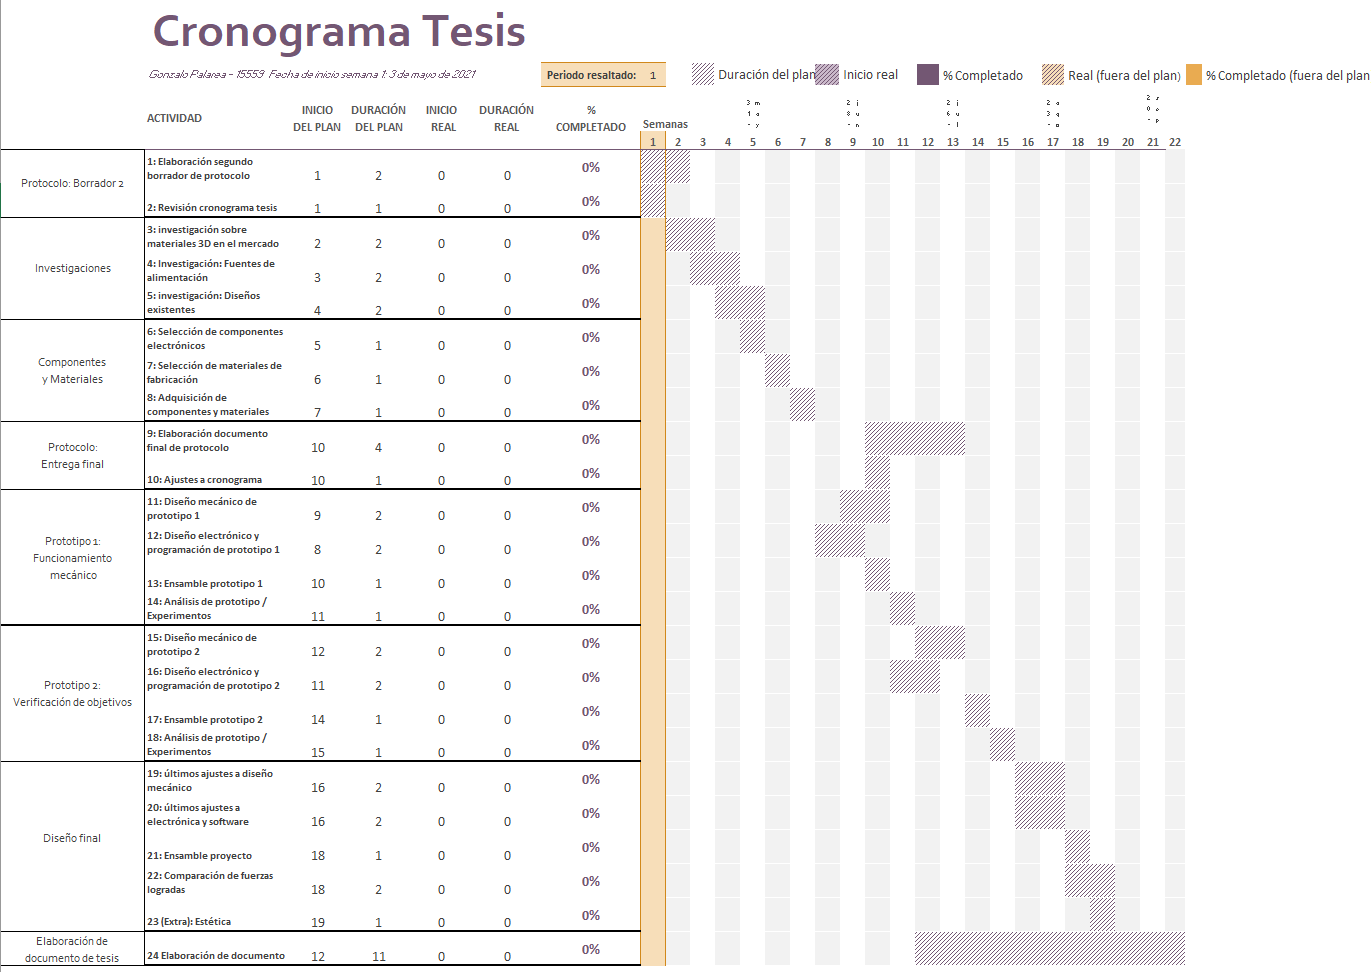 Cronograma Tesis
Gonzalo Palarea - 15559 Fecha de inicio semana 1: 3 de mayo de 2021
Periodo resaltado: 1
Duración del plan
Inicio real
% Completado
Real (fuera del plan)
% Completado (fuera del plan
ACTIVIDAD
INICIO DEL PLAN
DURACIÓN DEL PLAN
INICIO REAL
DURACIÓN REAL
% COMPLETADO
Semanas
1 2 3 4 5 6 7 8 9 10 11 12 13 14 15 16 17 18 19 20 21 22
Protocolo: Borrador 2
1: Elaboración segundo
borrador de protocolo 1 2 0 0 0%
2: Revisión cronograma tesis 1 1 0 0 0%
Investigaciones
3: investigación sobre
materiales 3D en el mercado 2 2 0 0 0%
4: Investigación: Fuentes de
alimentación 3 2 0 0 0%
5: investigación: Diseños
existentes 4 2 0 0 0%
Componentes
y Materiales
6: Selección de componentes
electrónicos 5 1 0 0 0%
7: Selección de materiales de
fabricación 6 1 0 0 0%
8: Adquisición de
componentes y materiales 7 1 0 0 0%
Protocolo:
Entrega final
9: Elaboración documento
final de protocolo 10 4 0 0 0%
10: Ajustes a cronograma 10 1 0 0 0%
Prototipo 1:
Funcionamiento
mecánico
11: Diseño mecánico de
prototipo 1 9 2 0 0 0%
12: Diseño electrónico y
programación de prototipo 1 8 2 0 0 0%
13: Ensamble prototipo 1 10 1 0 0 0%
14: Análisis de prototipo /
Experimentos 11 1 0 0 0%
Prototipo 2:
Verificación de objetivos
15: Diseño mecánico de
prototipo 2 12 2 0 0 0%
16: Diseño electrónico y
programación de prototipo 2 11 2 0 0 0%
17: Ensamble prototipo 2 14 1 0 0 0%
18: Análisis de prototipo /
Experimentos 15 1 0 0 0%
Diseño final
19: últimos ajustes a diseño
mecánico 16 2 0 0 0%
20: últimos ajustes a
electrónica y software 16 2 0 0 0%
21: Ensamble proyecto 18 1 0 0 0%
22: Comparación de fuerzas
logradas 18 2 0 0 0%
23 (Extra): Estética 19 1 0 0 0%
Elaboración de
documento de tesis
24 Elaboración de documento 12 11 0 0 0%